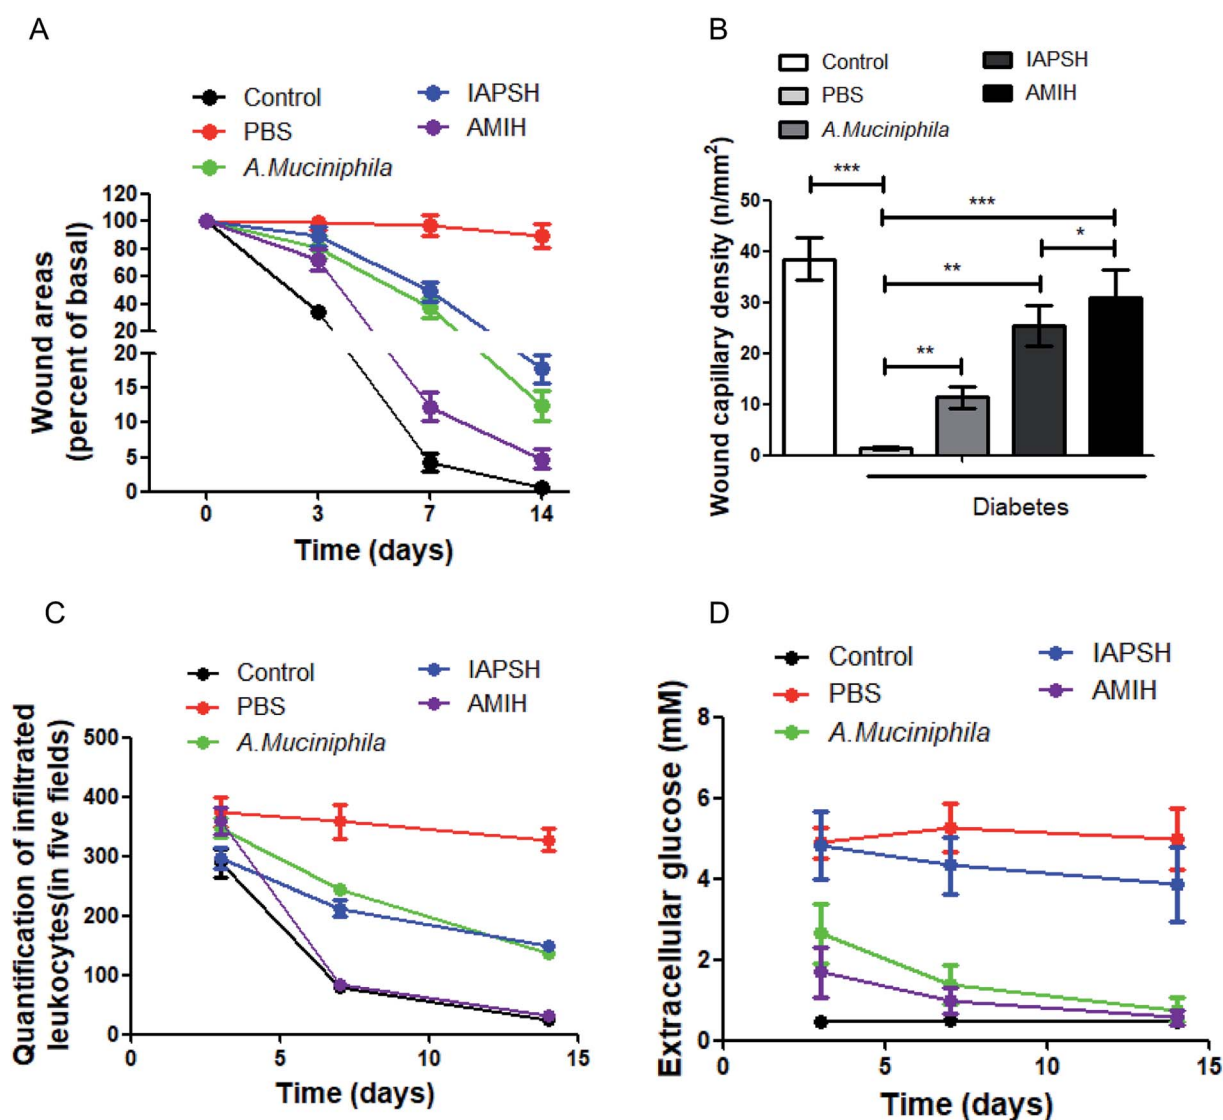 A
Control
PBS
A.Muciniphila
IAPSH
AMIH
Wound areas
(percent of basal)
120
100
80
60
40
20
20
15
10
5
0
0 3 7 14
Time (days)
B
Control
PBS
A.Muciniphila
IAPSH
AMIH
Wound capillary density (n/mm²)
50
40
30
20
10
0
***
***
*
**
**
Diabetes
C
Control
PBS
A.Muciniphila
IAPSH
AMIH
Quantification of infiltrated
leukocytes(in five fields)
500
400
300
200
100
0
0 5 10 15
Time (days)
D
Control
PBS
A.Muciniphila
IAPSH
AMIH
Extracellular glucose (mM)
8
6
4
2
0
0 5 10 15
Time (days)